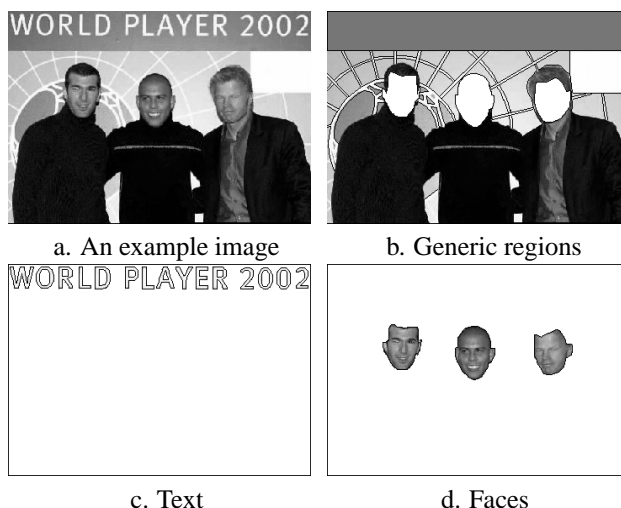 WORLD PLAYER 2002
a. An example image
b. Generic regions
WORLD PLAYER 2002
c. Text
d. Faces